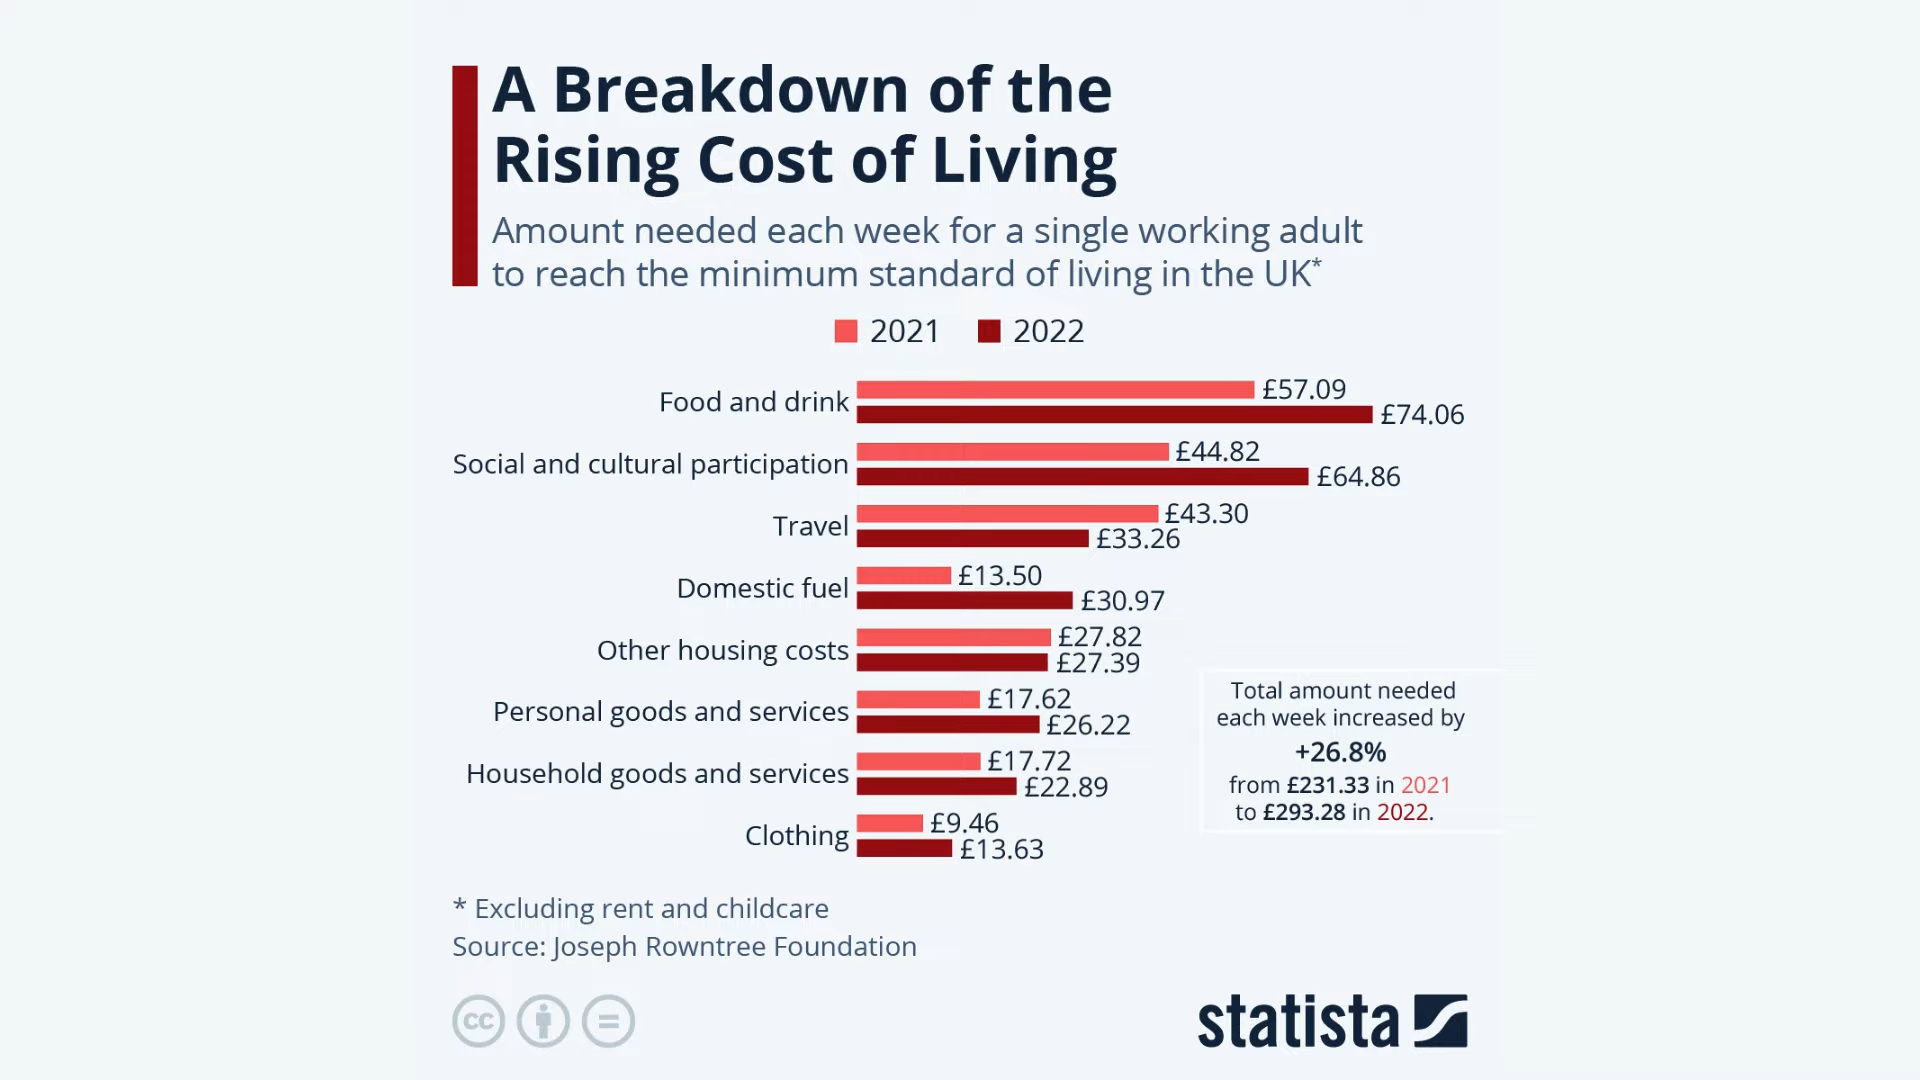 A Breakdown of the
Rising Cost of Living
Amount needed each week for a single working adult
to reach the minimum standard of living in the UK*
2021 2022
Food and drink £57.09
£74.06
Social and cultural participation £44.82
£64.86
Travel £43.30
£33.26
Domestic fuel £13.50
£30.97
Other housing costs £27.82
£27.39
Personal goods and services £17.62
£26.22
Household goods and services £17.72
£22.89
Clothing £9.46
£13.63
Total amount needed
each week increased by
+26.8%
from £231.33 in 2021
to £293.28 in 2022.
* Excluding rent and childcare
Source: Joseph Rowntree Foundation
cc
statista